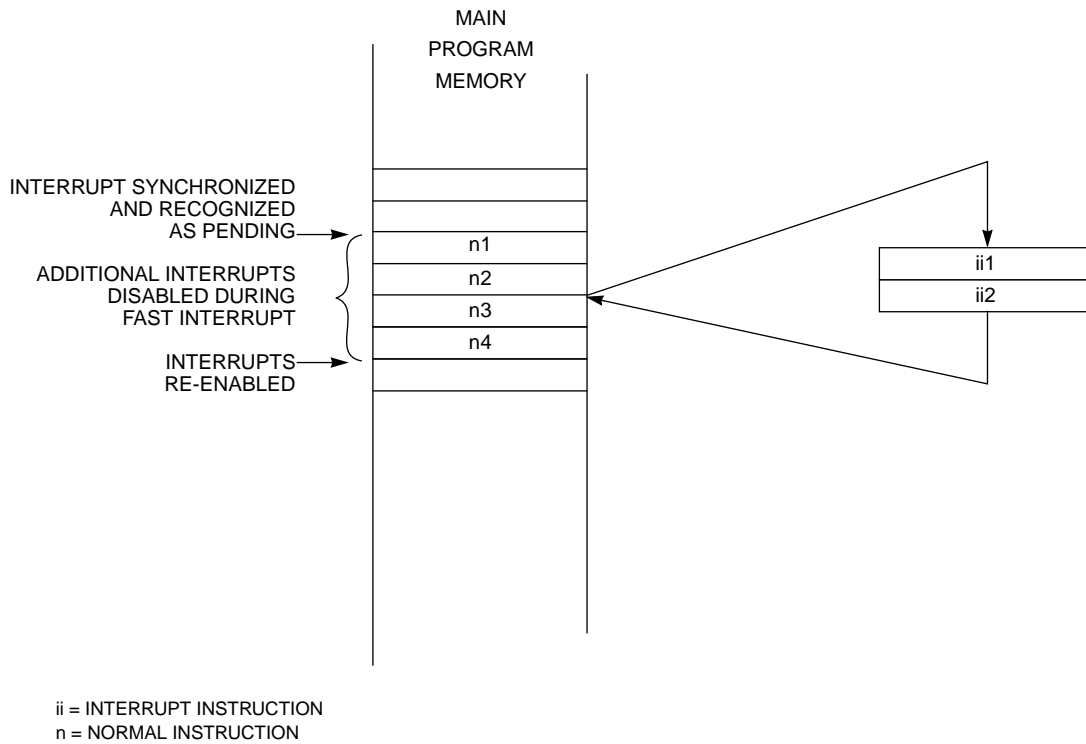 MAIN
PROGRAM
MEMORY
INTERRUPT SYNCHRONIZED
AND RECOGNIZED
AS PENDING
n1
n2
n3
n4
ADDITIONAL INTERRUPTS
DISABLED DURING
FAST INTERRUPT
INTERRUPTS
RE-ENABLED
ii1
ii2
ii = INTERRUPT INSTRUCTION
n = NORMAL INSTRUCTION